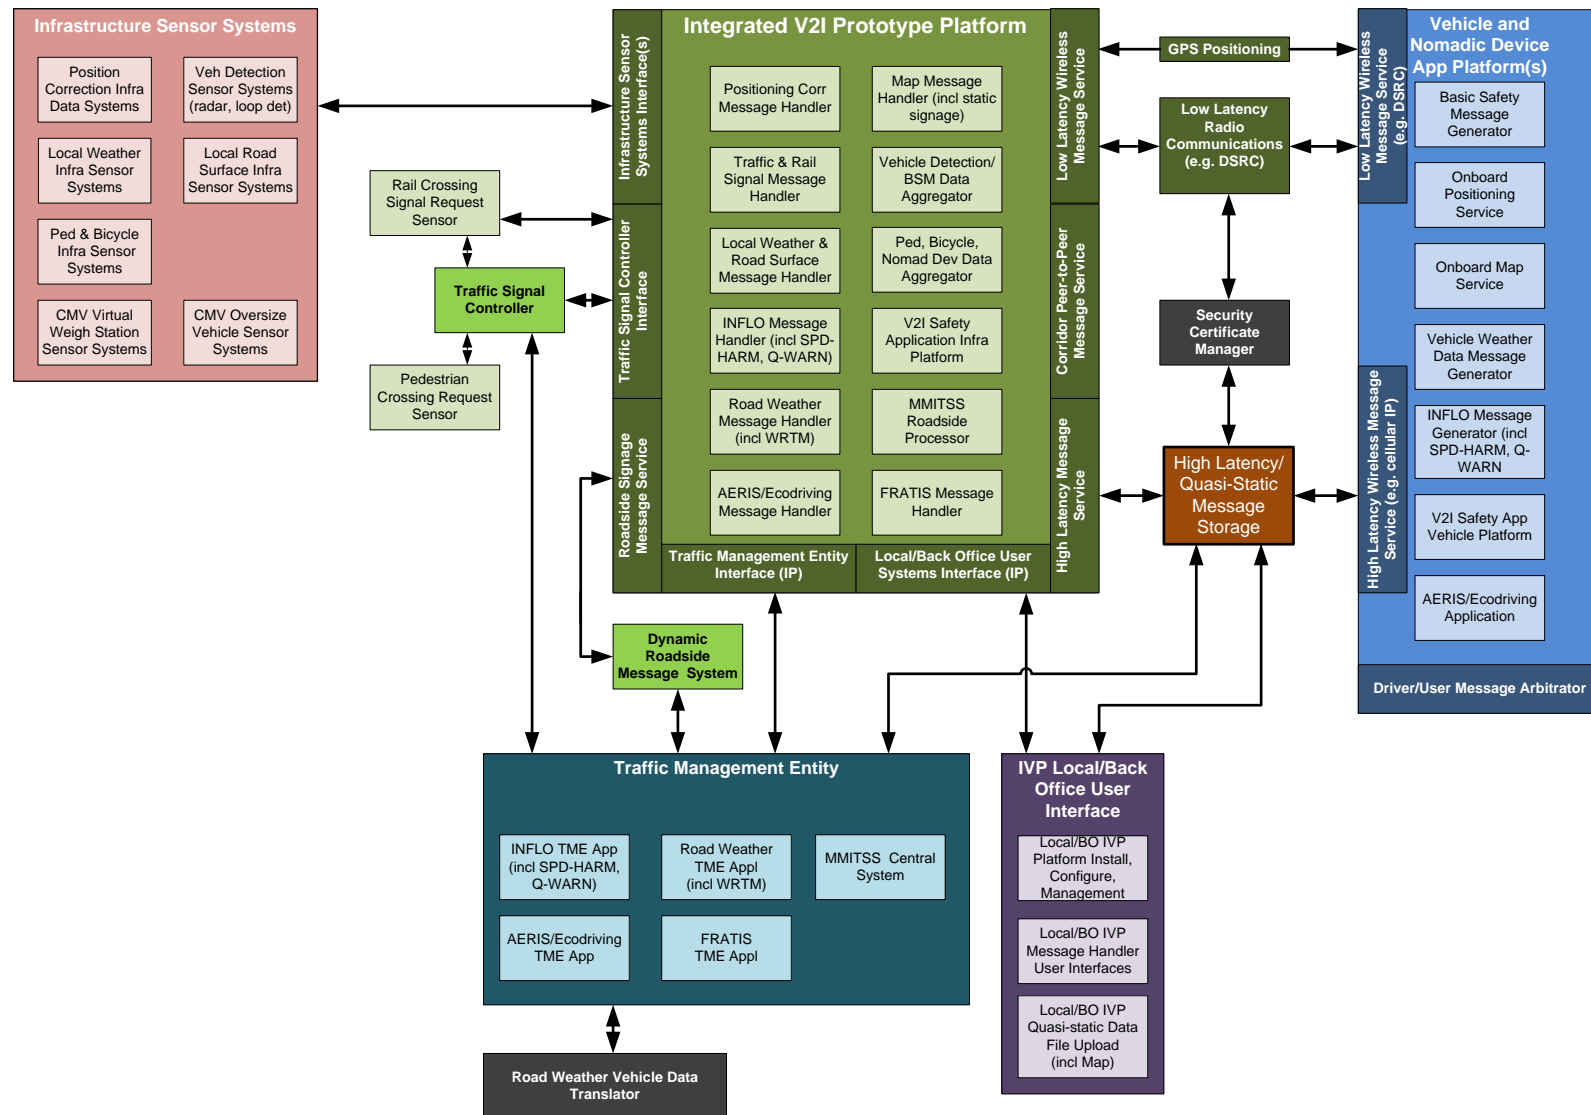 Infrastructure Sensor Systems
Position
Correction Infra
Data Systems
Veh Detection
Sensor Systems
(radar, loop det)
Local Weather
Infra Sensor
Systems
Local Road
Surface Infra
Sensor Systems
Ped & Bicycle
Infra Sensor
Systems
CMV Virtual
Weigh Station
Sensor Systems
CMV Oversize
Vehicle Sensor
Systems
Rail Crossing
Signal Request
Sensor
Traffic Signal
Controller
Pedestrian
Crossing Request
Sensor
Integrated V2I Prototype Platform
Infrastructure Sensor
Systems Interface(s)
Traffic Signal Controller
Interface
Roadside Signage
Message Service
Positioning Corr
Message Handler
Map Message
Handler (incl static
signage)
Traffic & Rail
Signal Message
Handler
Vehicle Detection/
BSM Data
Aggregator
Local Weather &
Road Surface
Message Handler
Ped, Bicycle,
Nomad Dev Data
Aggregator
INFLO Message
Handler (incl SPD-
HARM, Q-WARN)
V2I Safety
Application Infra
Platform
Road Weather
Message Handler
(incl WRTM)
MMITSS
Roadside
Processor
AERIS/Ecodriving
Message Handler
FRATIS Message
Handler
Traffic Management Entity
Interface (IP)
Local/Back Office User
Systems Interface (IP)
Low Latency Wireless
Message Service
Corridor Peer-to-Peer
Message Service
High Latency Message
Service
GPS Positioning
Low Latency
Radio
Communications
(e.g. DSRC)
Security
Certificate
Manager
High Latency/
Quasi-Static
Message
Storage
Vehicle and
Nomadic Device
App Platform(s)
Low Latency Wireless
Message Service
(e.g. DSRC)
High Latency Wireless Message
Service (e.g. cellular IP)
Basic Safety
Message
Generator
Onboard
Positioning
Service
Onboard Map
Service
Vehicle Weather
Data Message
Generator
INFLO Message
Generator (incl
SPD-HARM, Q-
WARN
V2I Safety App
Vehicle Platform
AERIS/Ecodriving
Application
Driver/User Message Arbitrator
Dynamic
Roadside
Message System
Traffic Management Entity
INFLO TME App
(incl SPD-HARM,
Q-WARN)
Road Weather
TME Appl
(incl WRTM)
MMITSS Central
System
AERIS/Ecodriving
TME App
FRATIS
TME Appl
Road Weather Vehicle Data
Translator
IVP Local/Back
Office User
Interface
Local/BO IVP
Platform Install,
Configure,
Management
Local/BO IVP
Message Handler
User Interfaces
Local/BO IVP
Quasi-static Data
File Upload
(incl Map)